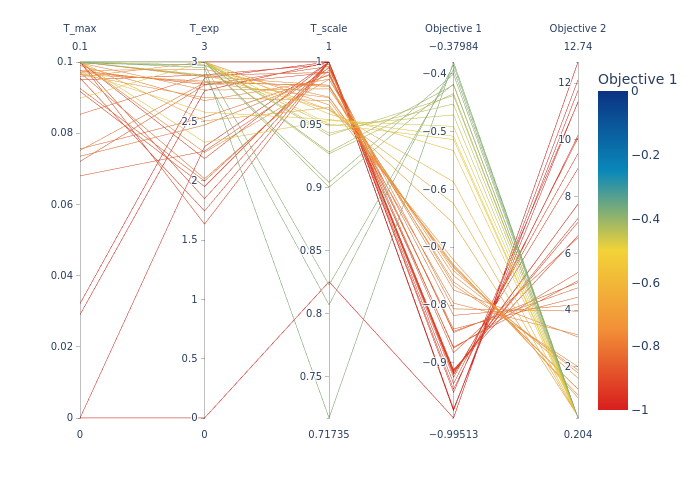 T_max T_exp T_scale Objective 1 Objective 2
0.1 3 1 −0.37984 12.74
Objective 1
0.1 3 1 −0.4 12 0
0.08 2.5 0.95 −0.5 10 −0.2
0.06 2 0.9 −0.6 8 −0.4
0.04 1.5 0.85 −0.7 6 −0.6
0.02 1 0.8 −0.8 4 −0.8
0 0.5 0.75 −0.9 2 −1
0
0 0 0.71735 −0.99513 0.204